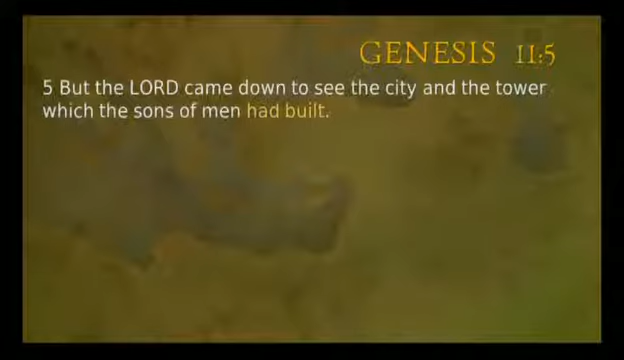 GENESIS 11:5
5 But the LORD came down to see the city and the tower
which the sons of men had built.